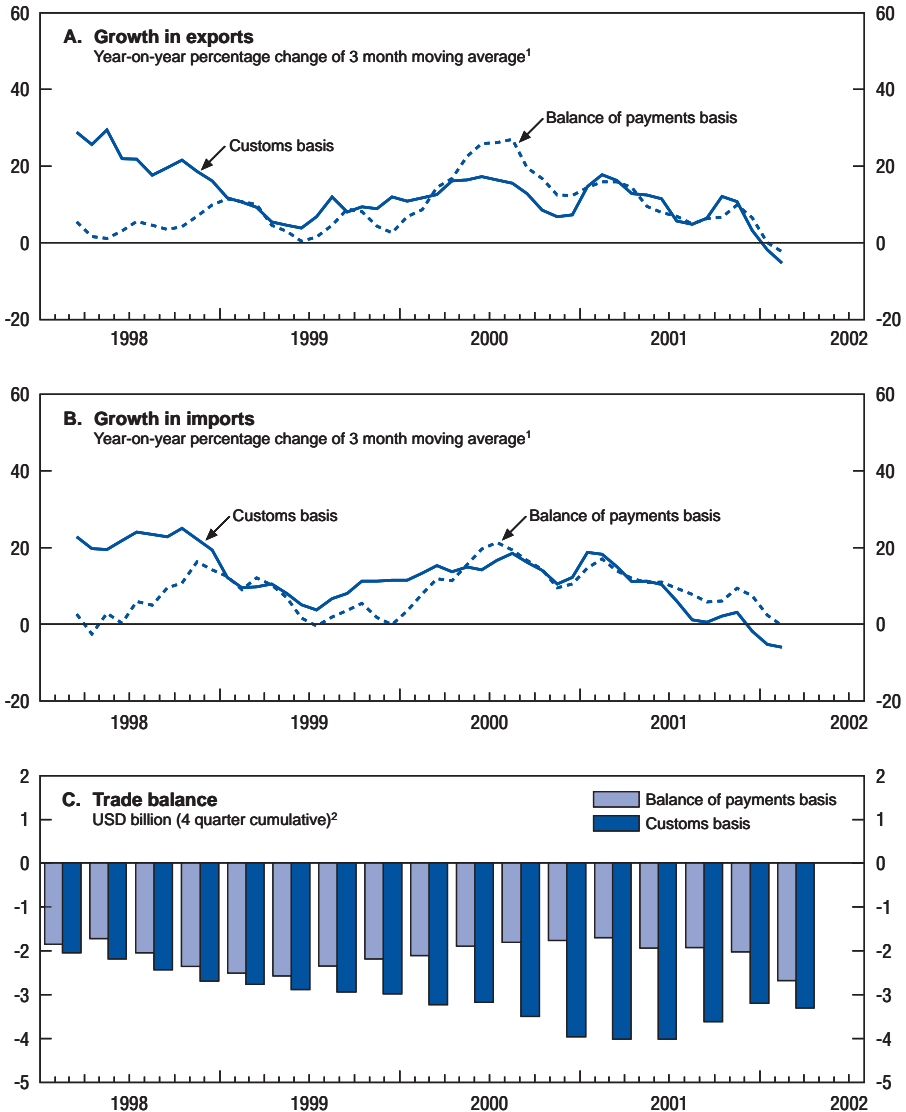 60 60
A. Growth in exports
Year-on-year percentage change of 3 month moving average1
40 40
Balance of payments basis
Customs basis
20 20
0 0
-20 -20
1998 1999 2000 2001 2002
60 60
B. Growth in imports
Year-on-year percentage change of 3 month moving average1
40 40
Customs basis Balance of payments basis
20 20
0 0
-20 -20
1998 1999 2000 2001 2002
2 2
C. Trade balance Balance of payments basis
USD billion (4 quarter cumulative)2 Customs basis
1 1
0 0
-1 -1
-2 -2
-3 -3
-4 -4
-5 -5
1998 1999 2000 2001 2002